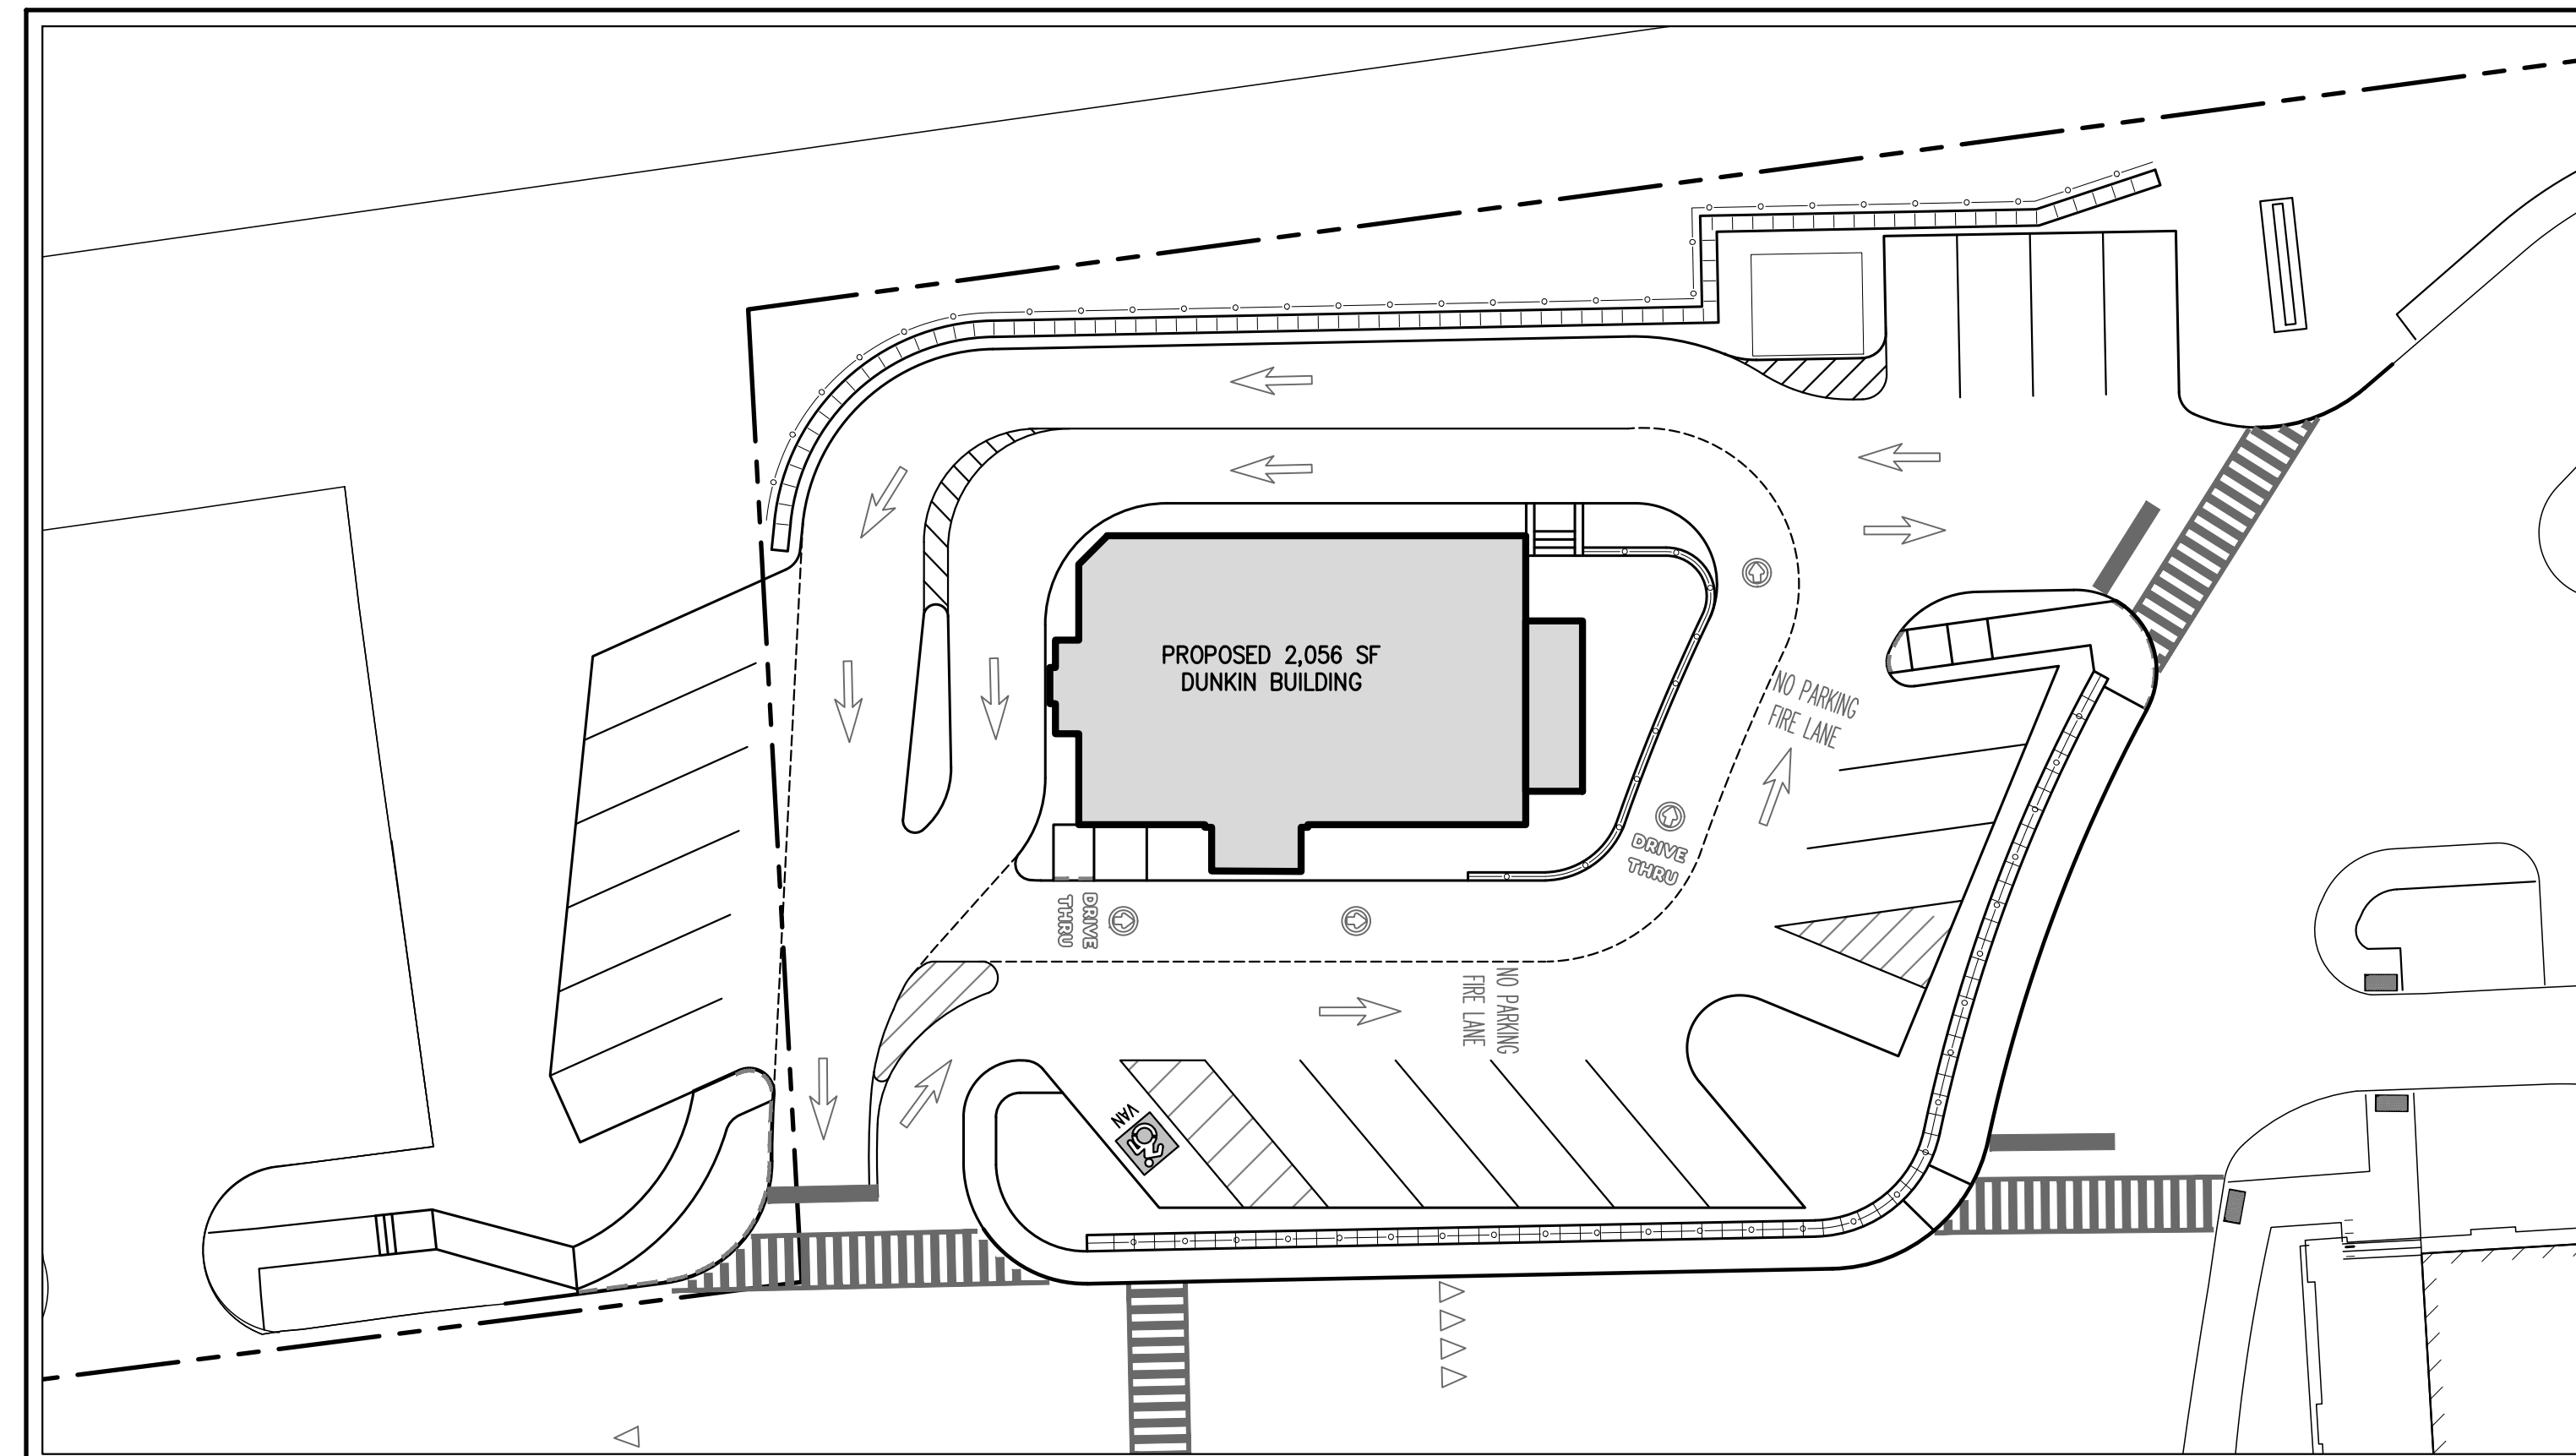 PROPOSED 2,056 SF
DUNKIN BUILDING
NO PARKING
FIRE LANE
DRIVE
THRU
DRIVE
THRU
NO PARKING
FIRE LANE
VAN